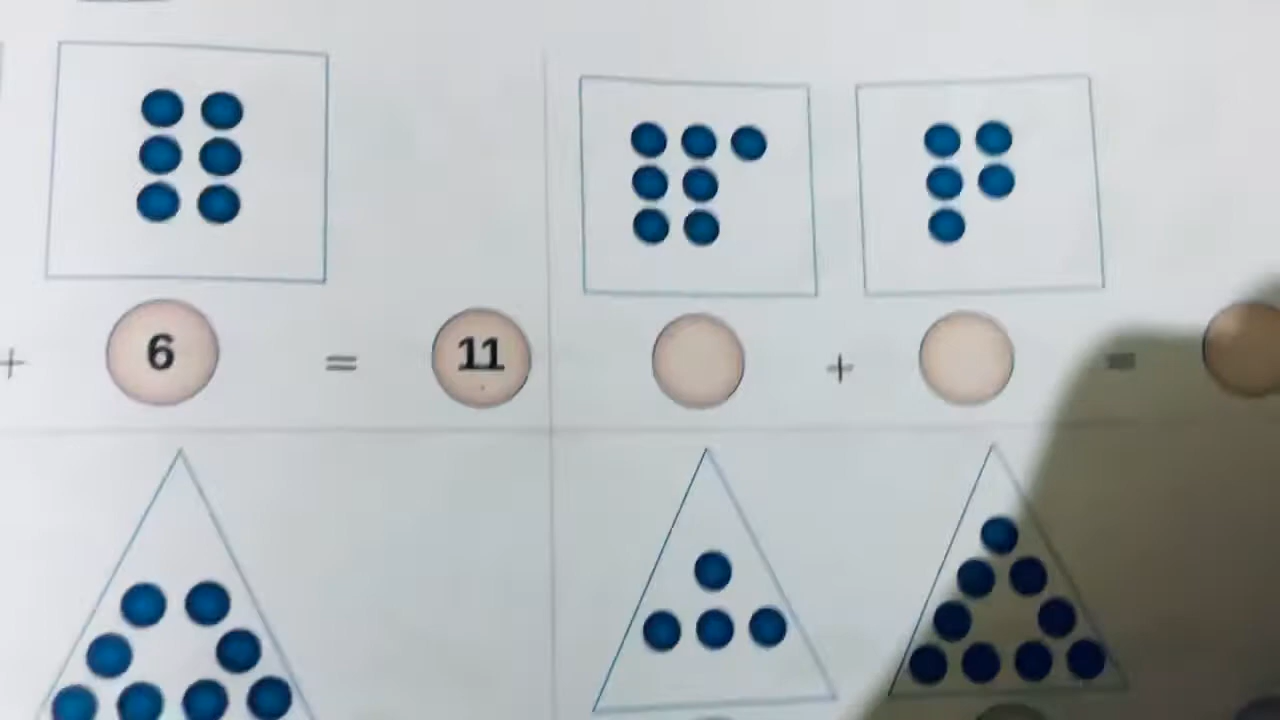 + 6 = 11
+ =